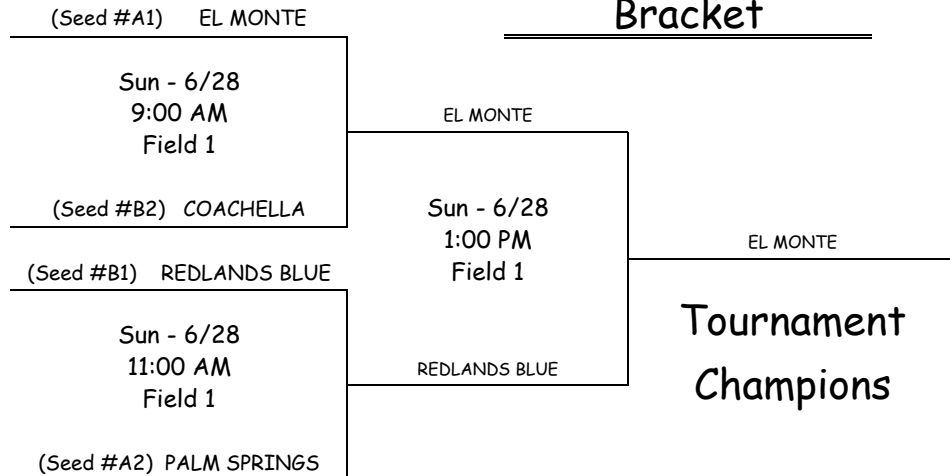 Bracket
(Seed #A1) EL MONTE
Sun - 6/28
9:00 AM
Field 1
(Seed #B2) COACHELLA
EL MONTE
Sun - 6/28
1:00 PM
Field 1
REDLANDS BLUE
(Seed #B1) REDLANDS BLUE
Sun - 6/28
11:00 AM
Field 1
(Seed #A2) PALM SPRINGS
EL MONTE
Tournament
Champions